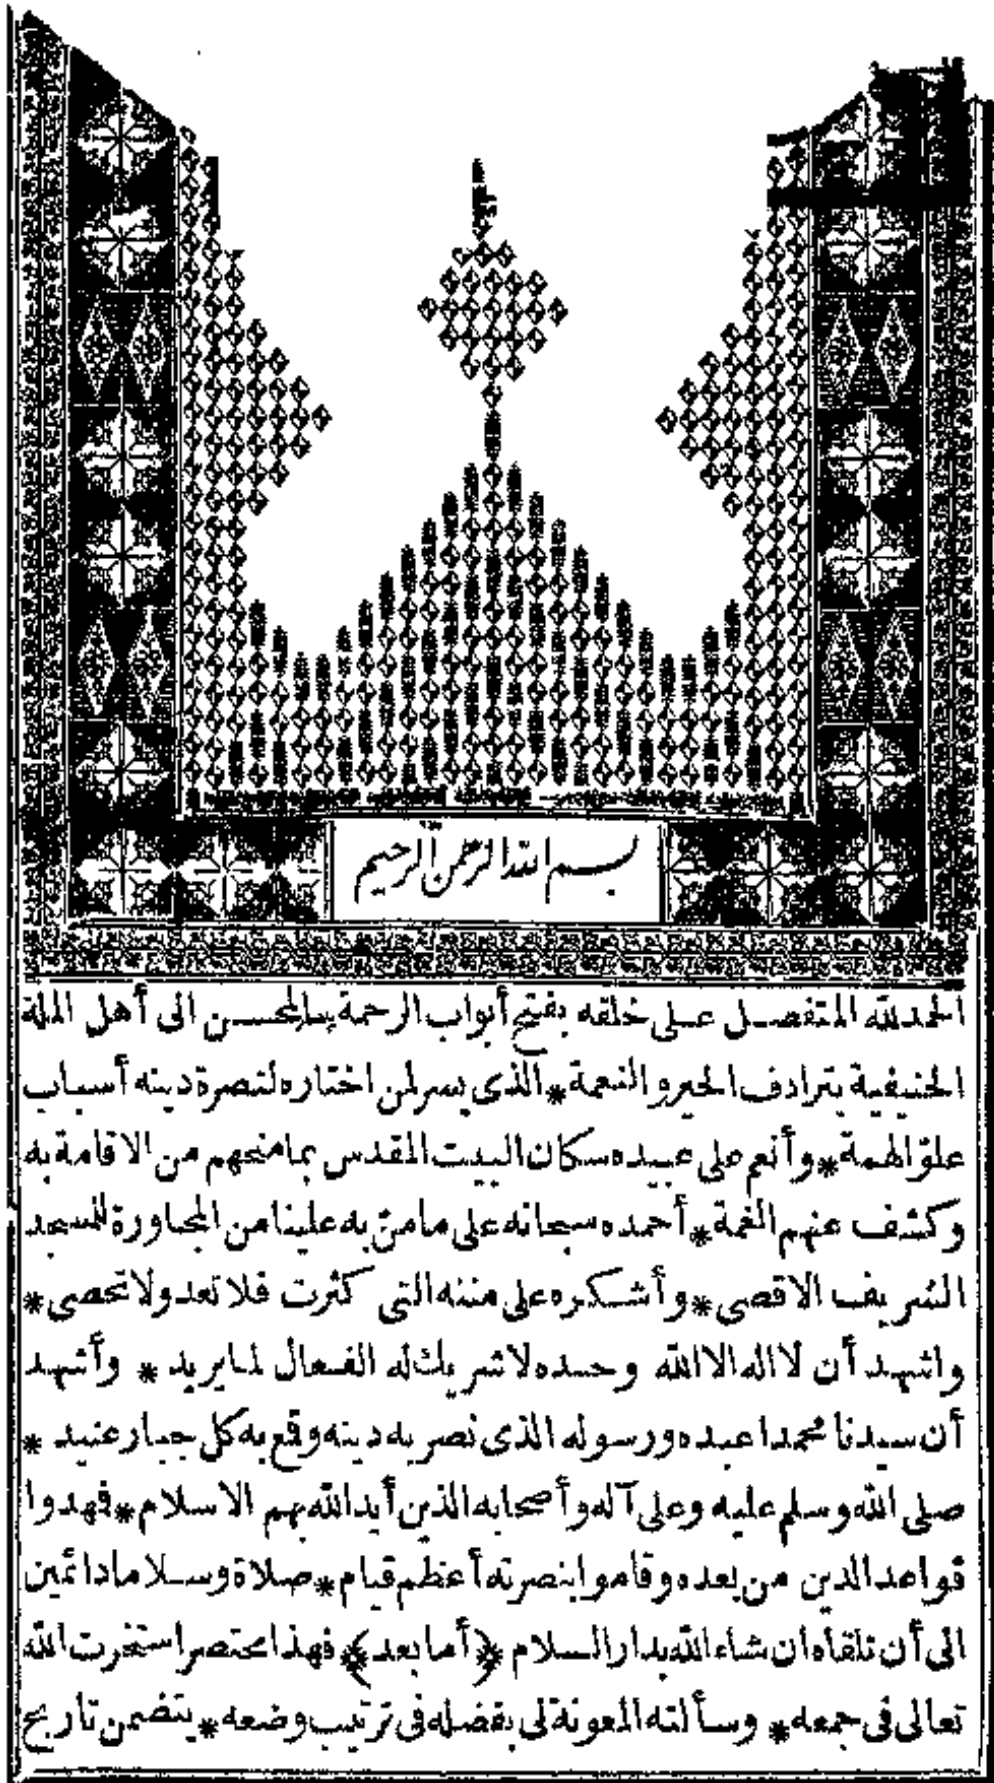 بسم الله الرحمن الرحيم
الحمد لله المتفضل على خلقه بفتح أبواب الرحمة * المحسن الى أهل الملة
الحنيفية بترادف الخير والنعمة * الذى يسر لمن اختاره لنصرة دينه أسباب
علو الهمة * وأنعم على عبيده سكان البيت المقدس بما منحهم من الاقامة به
وكشف عنهم الغمة * أحمده سبحانه على ما من به علينا من المجاورة للمسجد
الشريف الاقصى * وأشكره على مننه التى كثرت فلا تعد ولا تحصى *
واشهد أن لا اله الا الله وحده لا شريك له الفعال لما يريد * وأشهد
أن سيدنا محمدا عبده ورسوله الذى نصر به دينه وقمع به كل جبار عنيد *
صلى الله وسلم عليه وعلى آله وأصحابه الذين أيد الله بهم الاسلام * فمهدوا
قواعد الدين من بعده وقاموا بنصرته أعظم قيام * صلاة وسلاما دائمين
الى أن نلقاه ان شاء الله بدار السلام ﴿أما بعد﴾ فهذا مختصر استخرت الله
تعالى فى جمعه * وسألته المعونة لى بفضله فى ترتيب وضعه * يتضمن تاريخ